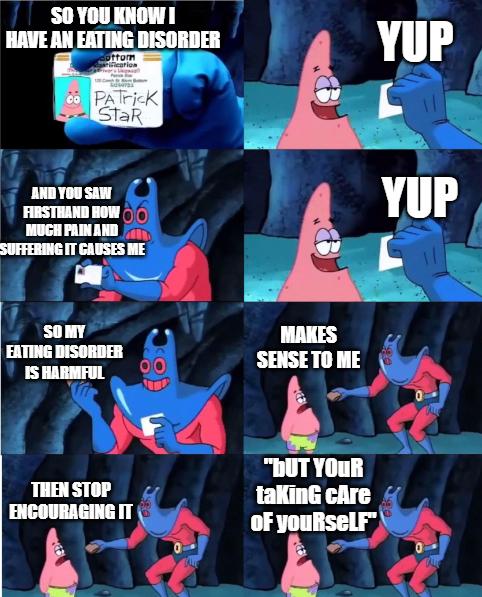 SO YOU KNOW I
HAVE AN EATING DISORDER
PATricK
STaR
YUP
AND YOU SAW
FIRSTHAND HOW
MUCH PAIN AND
SUFFERING IT CAUSES ME
YUP
SO MY
EATING DISORDER
IS HARMFUL
MAKES
SENSE TO ME
THEN STOP
ENCOURAGING IT
"bUT YOuR
taKinG cAre
oF youRseLF"